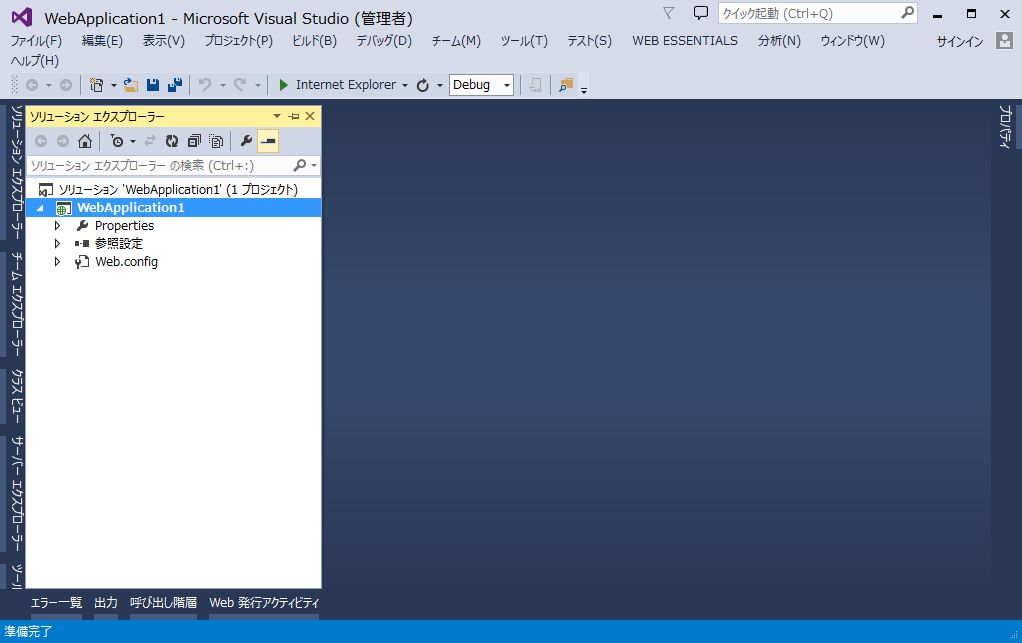 WebApplication1 - Microsoft Visual Studio (管理者)
クイック起動 (Ctrl+Q)
ファイル(F) 編集(E) 表示(V) プロジェクト(P) ビルド(B) デバッグ(D) チーム(M) ツール(T) テスト(S) WEB ESSENTIALS 分析(N) ウィンドウ(W) サインイン
ヘルプ(H)
Internet Explorer Debug
ソリューション エクスプローラー
チーム エクスプローラー
クラス ビュー
サーバー エクスプローラー
ソリューション エクスプローラー
ソリューション エクスプローラー の検索 (Ctrl+:)
ソリューション 'WebApplication1' (1 プロジェクト)
WebApplication1
Properties
参照設定
Web.config
プロパティ
エラー一覧 出力 呼び出し階層 Web 発行アクティビティ
準備完了